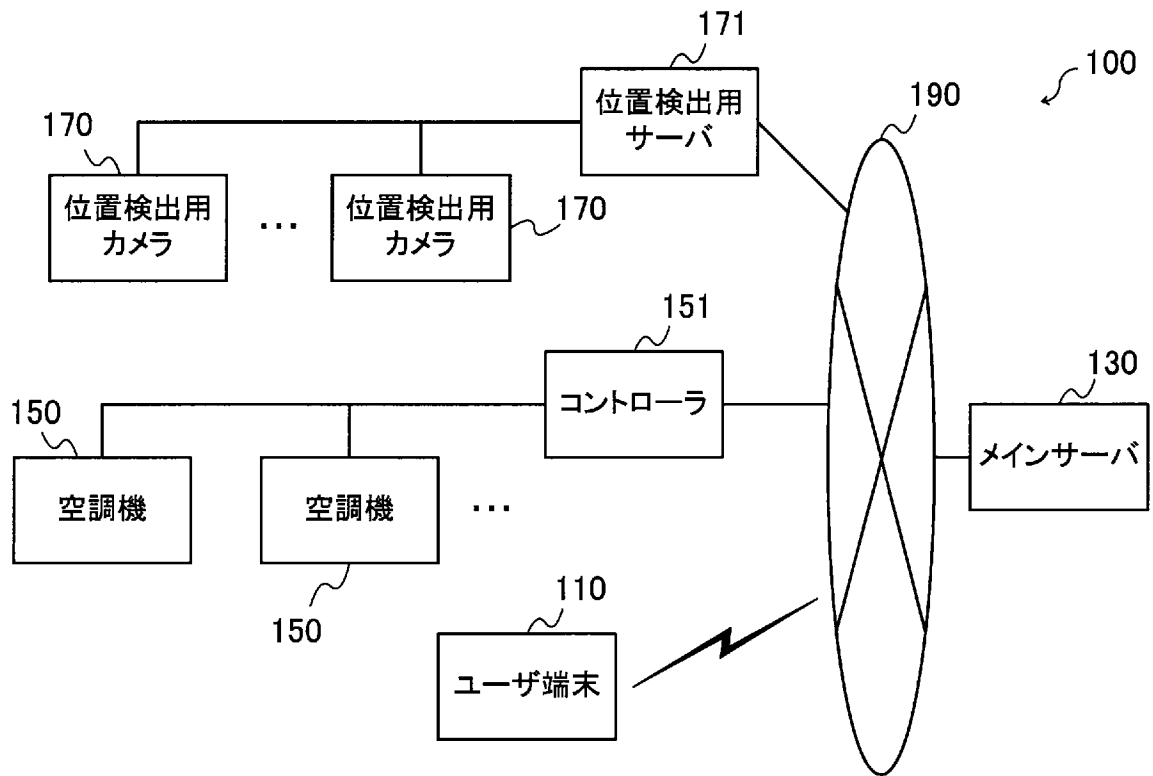 171
100
位置検出用
サーバ
190
170
位置検出用
カメラ
...
位置検出用
カメラ
170
151
コントローラ
130
メインサーバ
150
空調機
空調機
...
150
110
ユーザ端末